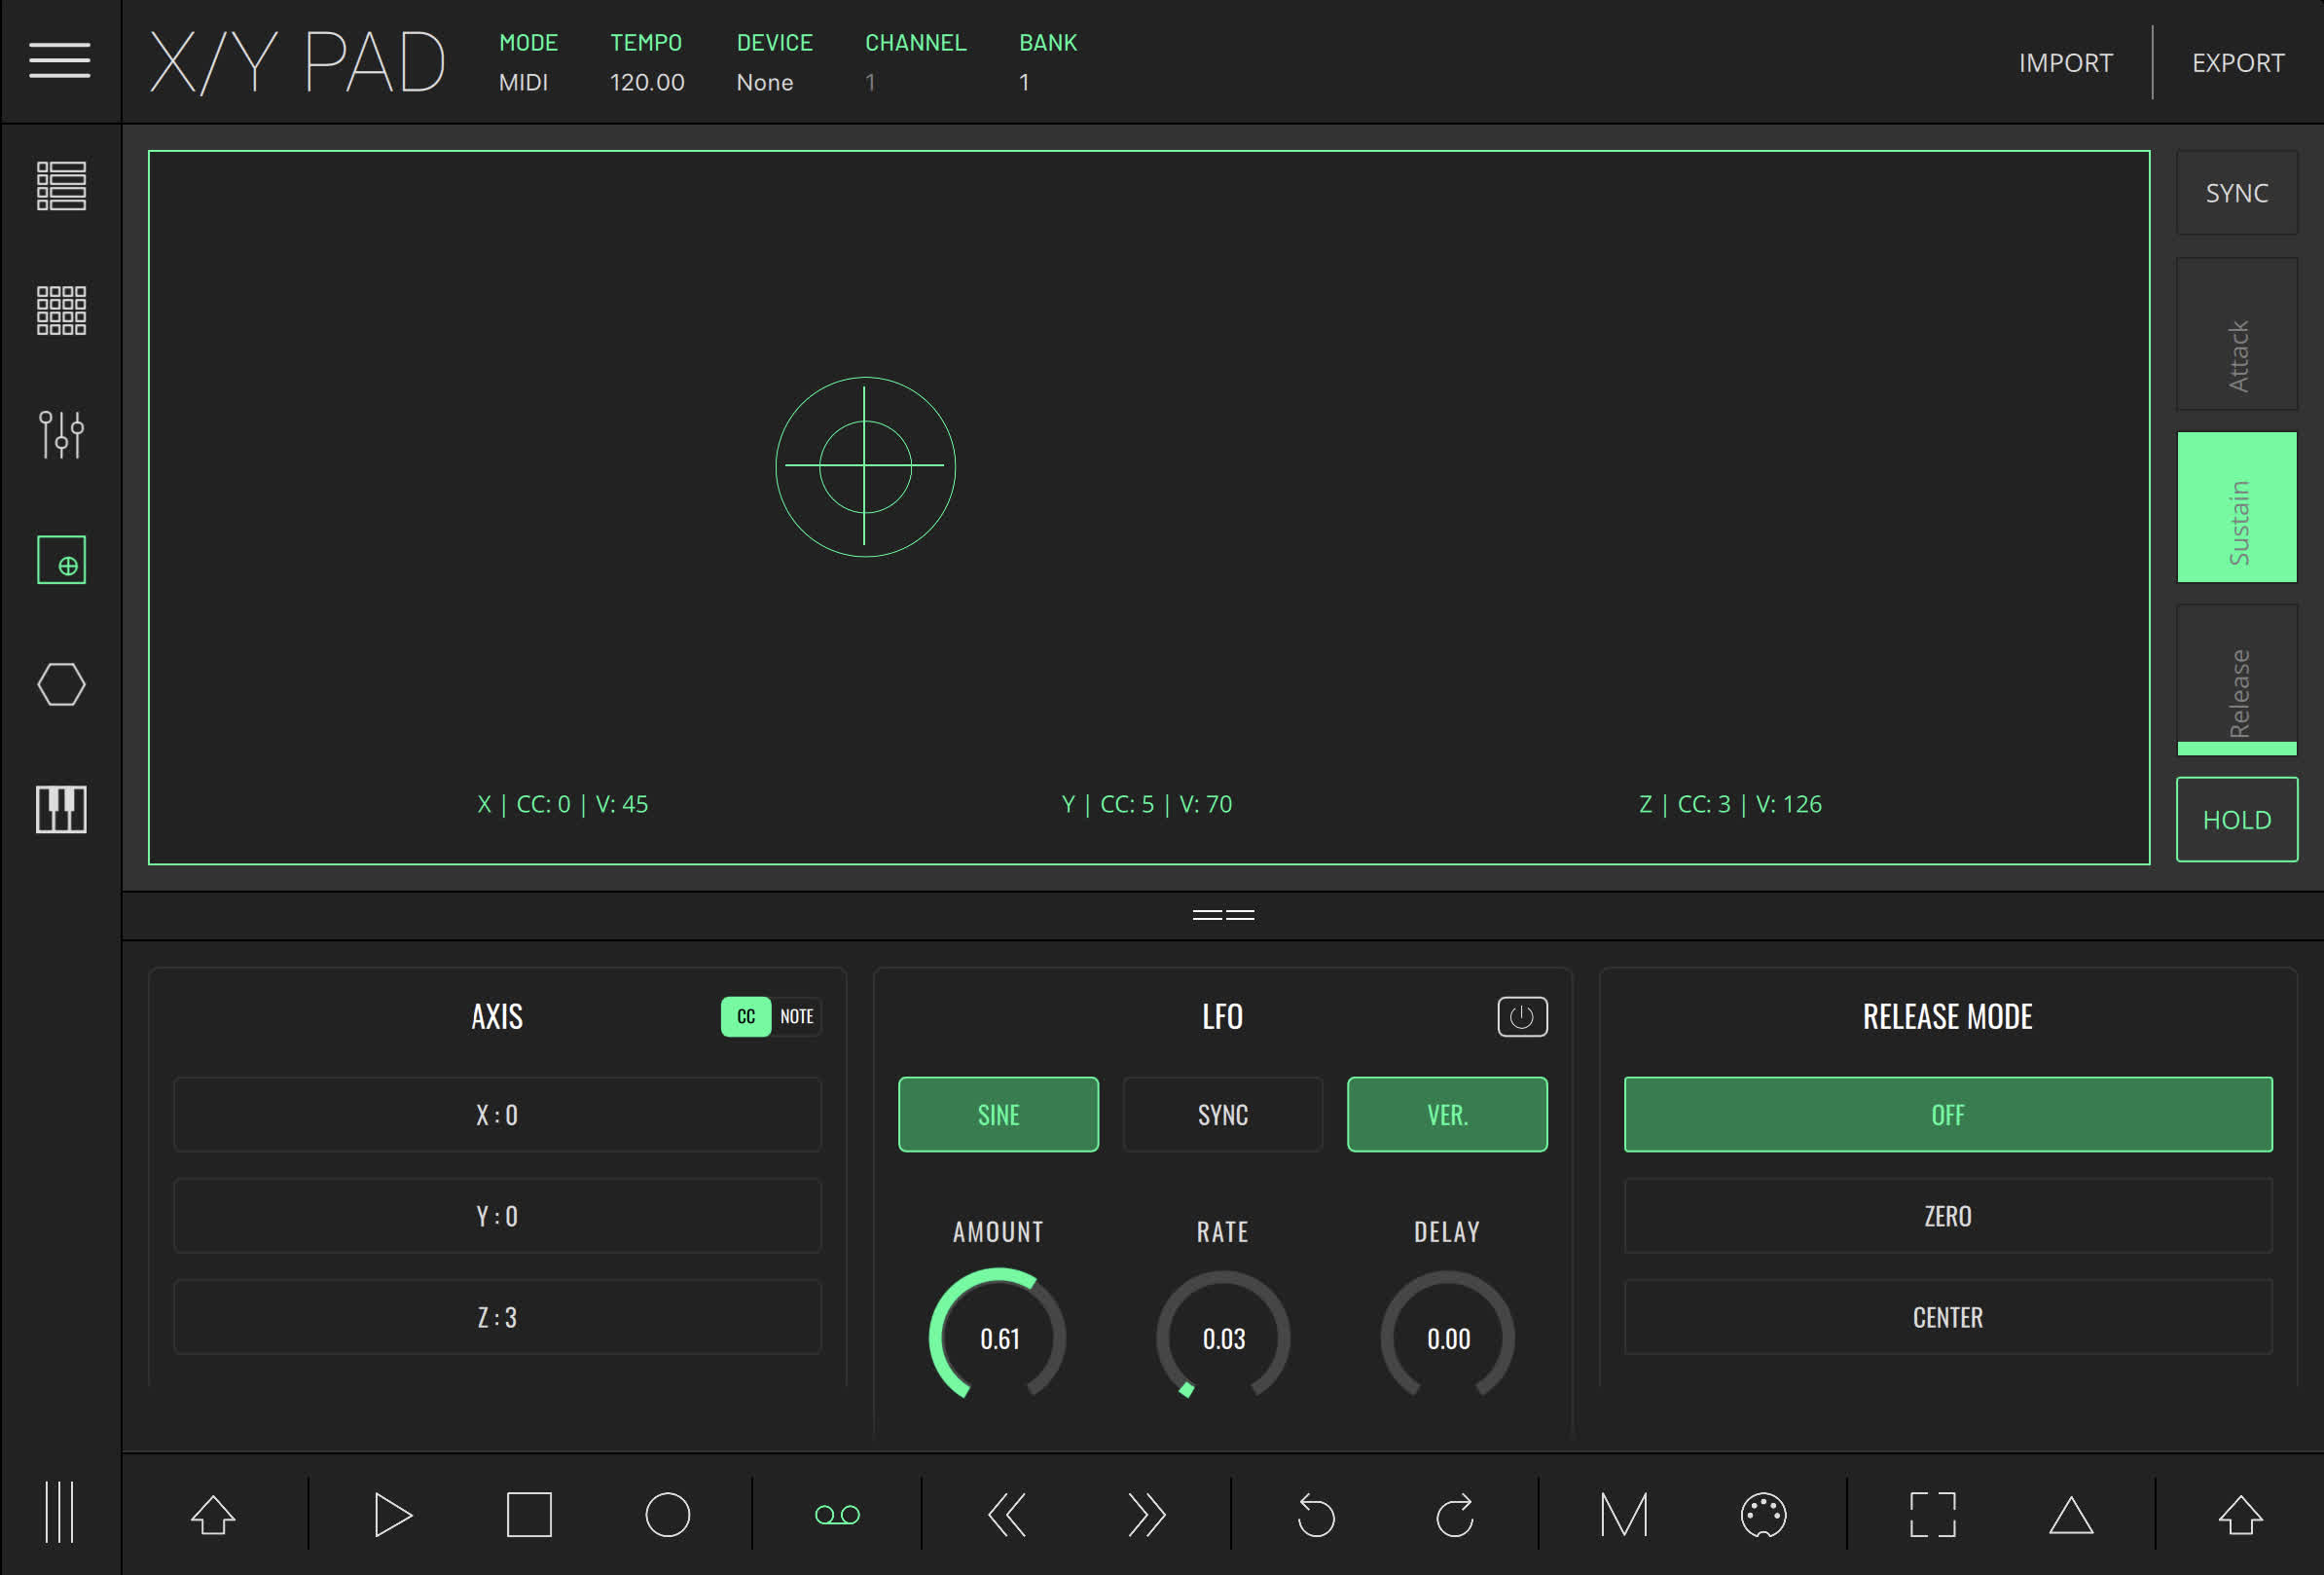 X/Y PAD
MODE TEMPO DEVICE CHANNEL BANK
MIDI 120.00 None 1 1
IMPORT EXPORT
SYNC
Attack
Sustain
Release
HOLD
X | CC: 0 | V: 45
Y | CC: 5 | V: 70
Z | CC: 3 | V: 126
AXIS
CC NOTE
X : 0
Y : 0
Z : 3
LFO
SINE SYNC VER.
AMOUNT RATE DELAY
0.61 0.03 0.00
RELEASE MODE
OFF
ZERO
CENTER